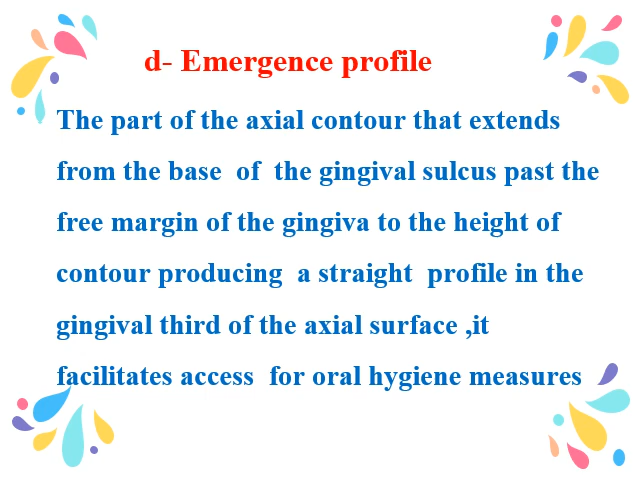 d- Emergence profile
The part of the axial contour that extends
from the base of the gingival sulcus past the
free margin of the gingiva to the height of
contour producing a straight profile in the
gingival third of the axial surface ,it
facilitates access for oral hygiene measures